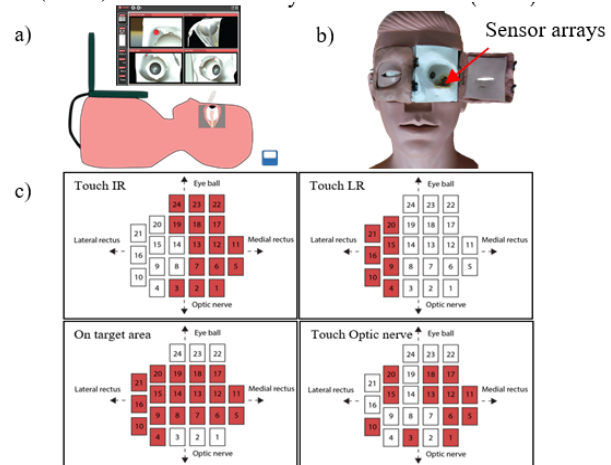 a)
b)
Sensor arrays
c)
Touch IR
Eye ball
24 23 22
20 19 18 17
21
15 14 13 12 11
16
9 8 7 6 5
10
4 3 2 1
Lateral rectus
Medial rectus
Optic nerve
Touch LR
Eye ball
24 23 22
20 19 18 17
21
15 14 13 12 11
16
9 8 7 6 5
10
4 3 2 1
Lateral rectus
Medial rectus
Optic nerve
On target area
Eye ball
24 23 22
20 19 18 17
21
15 14 13 12 11
16
9 8 7 6 5
10
4 3 2 1
Lateral rectus
Medial rectus
Optic nerve
Touch Optic nerve
Eye ball
24 23 22
20 19 18 17
21
15 14 13 12 11
16
9 8 7 6 5
10
4 3 2 1
Lateral rectus
Medial rectus
Optic nerve